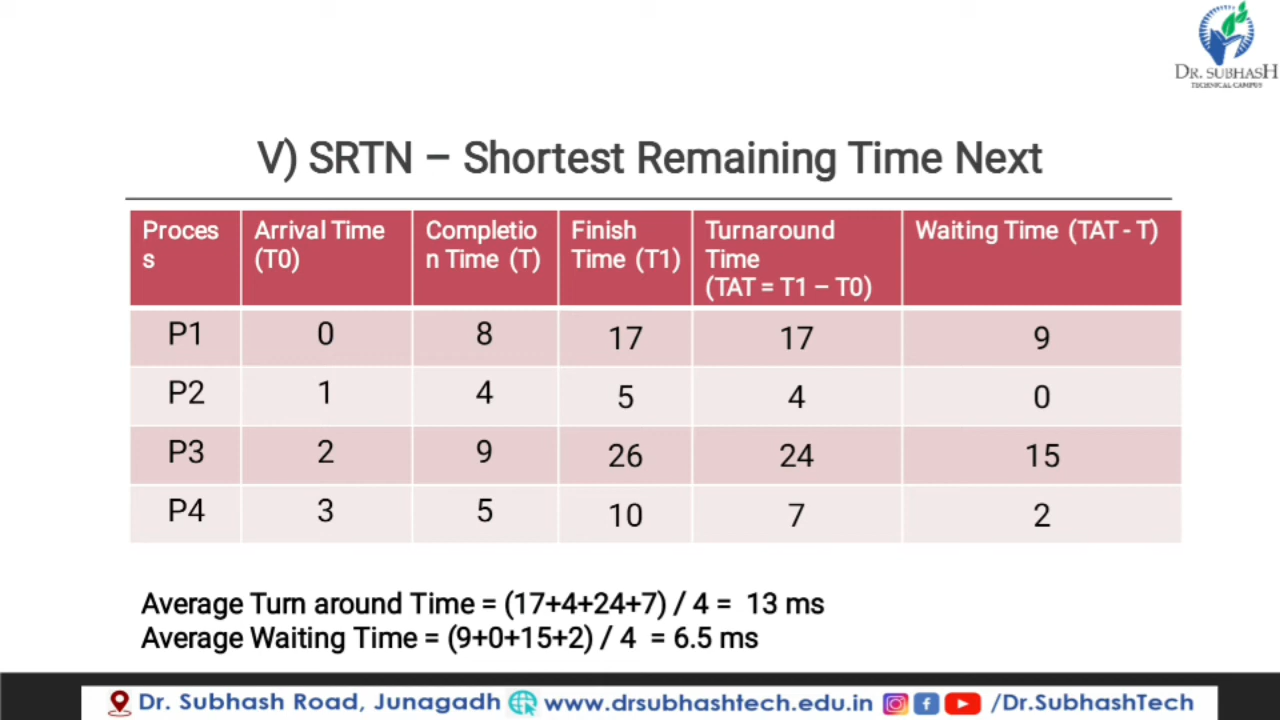 DR. SUBHASH
TECHNICAL CAMPUS
V) SRTN – Shortest Remaining Time Next
Proces
s
Arrival Time
(T0)
Completio
n Time (T)
Finish
Time (T1)
Turnaround
Time
(TAT = T1 – T0)
Waiting Time (TAT - T)
P1 0 8 17 17 9
P2 1 4 5 4 0
P3 2 9 26 24 15
P4 3 5 10 7 2
Average Turn around Time = (17+4+24+7) / 4 = 13 ms
Average Waiting Time = (9+0+15+2) / 4 = 6.5 ms
Dr. Subhash Road, Junagadh www.drsubhashtech.edu.in /Dr.SubhashTech